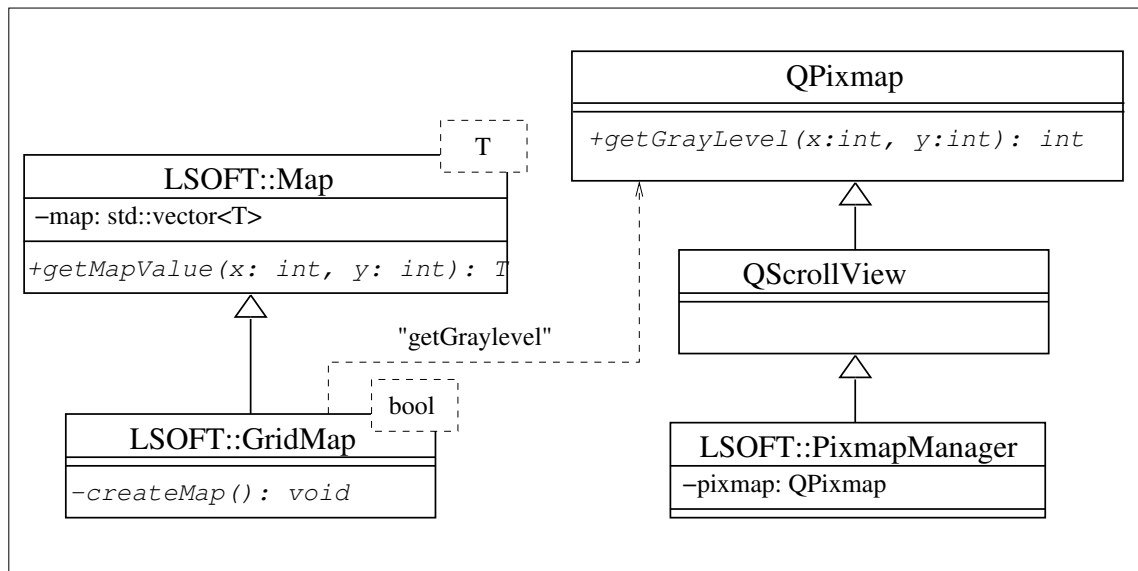 QPixmap
+getGrayLevel(x:int, y:int): int
T
LSOFT::Map
−map: std::vector<T>
+getMapValue(x: int, y: int): T
QScrollView
"getGraylevel"
bool
LSOFT::GridMap
−createMap(): void
LSOFT::PixmapManager
−pixmap: QPixmap